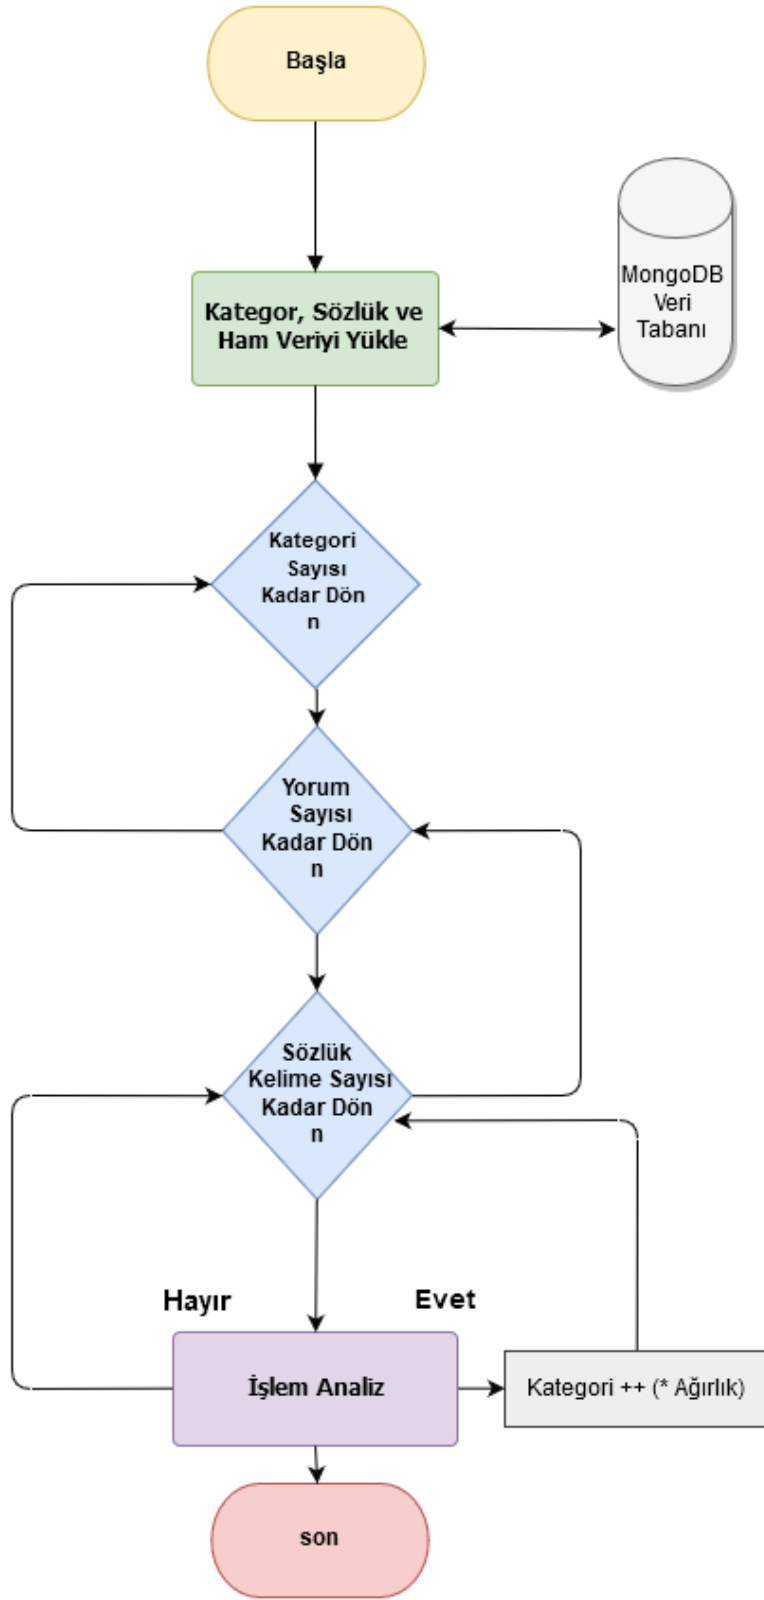 Başla
Kategor, Sözlük ve
Ham Veriyi Yükle
MongoDB
Veri
Tabanı
Kategori
Sayısı
Kadar Dön
n
Yorum
Sayısı
Kadar Dön
n
Sözlük
Kelime Sayısı
Kadar Dön
n
Hayır
Evet
İşlem Analiz
Kategori ++ (* Ağırlık)
son